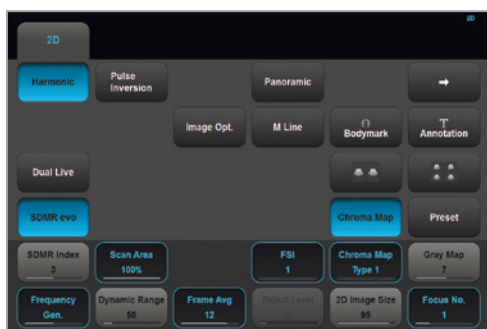 2D
2D
Harmonic
Pulse
Inversion
Panoramic
Image Opt.
M Line
Bodymark
T
Annotation
Dual Live
SDMR evo
Chroma Map
Preset
SDMR Index
3
Scan Area
100%
FSI
1
Chroma Map
Type 1
Gray Map
7
Frequency
Gen.
Dynamic Range
50
Frame Avg
12
Reject Level
2D Image Size
95
Focus No.
1